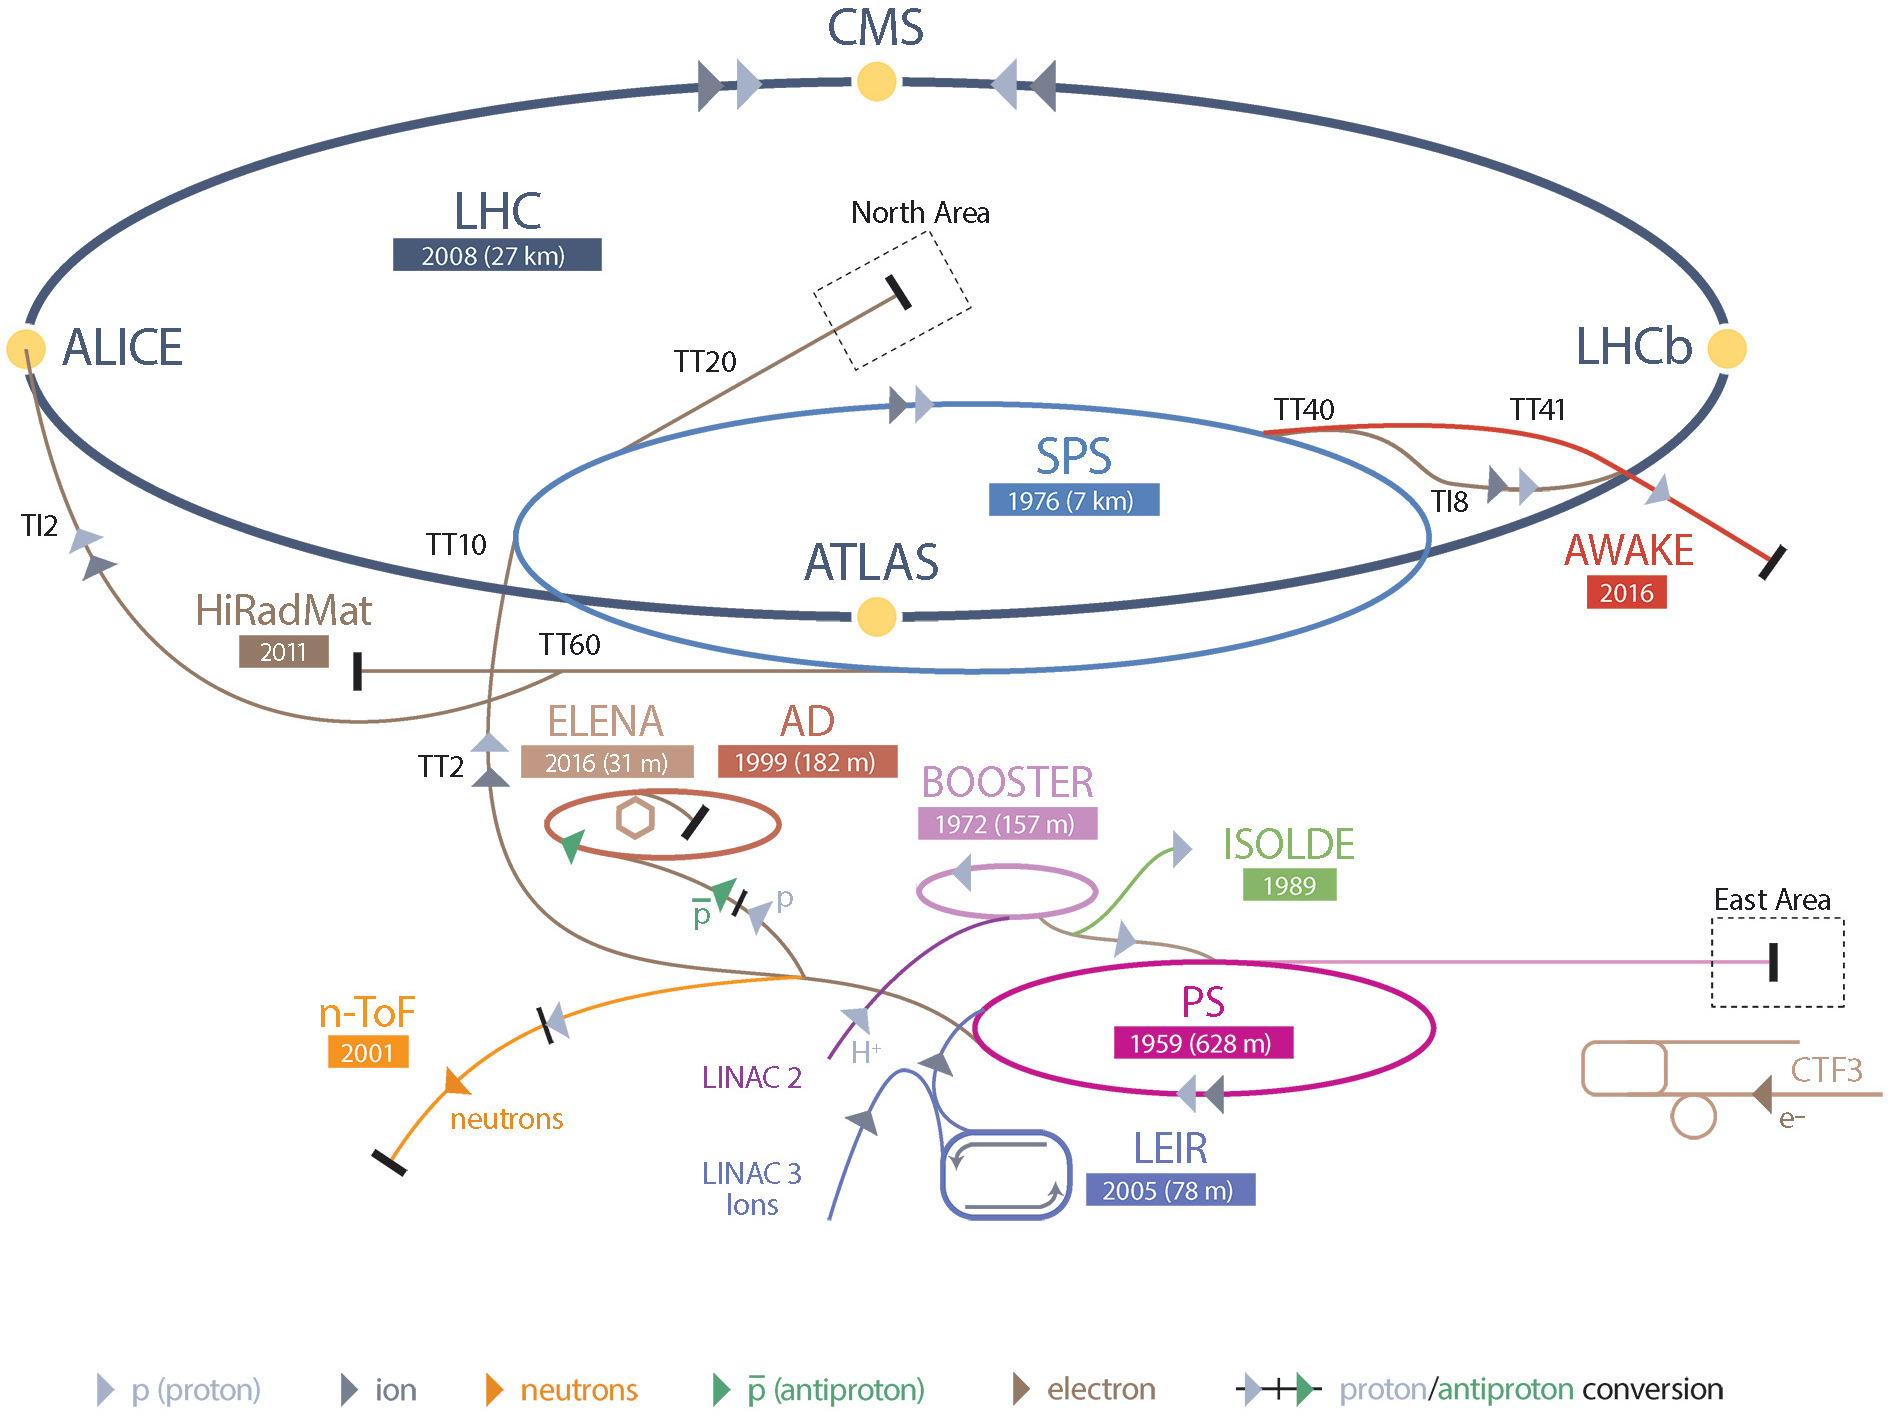 CMS
LHC
2008 (27 km)
North Area
ALICE
LHCb
TT20
TT40
TT41
SPS
1976 (7 km)
TI8
TI2
TT10
ATLAS
AWAKE
2016
HiRadMat
2011
TT60
ELENA
2016 (31 m)
AD
1999 (182 m)
TT2
BOOSTER
1972 (157 m)
ISOLDE
1989
p
p̅
East Area
n-ToF
2001
PS
1959 (628 m)
H⁺
LINAC 2
CTF3
e⁻
neutrons
LEIR
2005 (78 m)
LINAC 3
Ions
p (proton)
ion
neutrons
p̅ (antiproton)
electron
proton/antiproton conversion